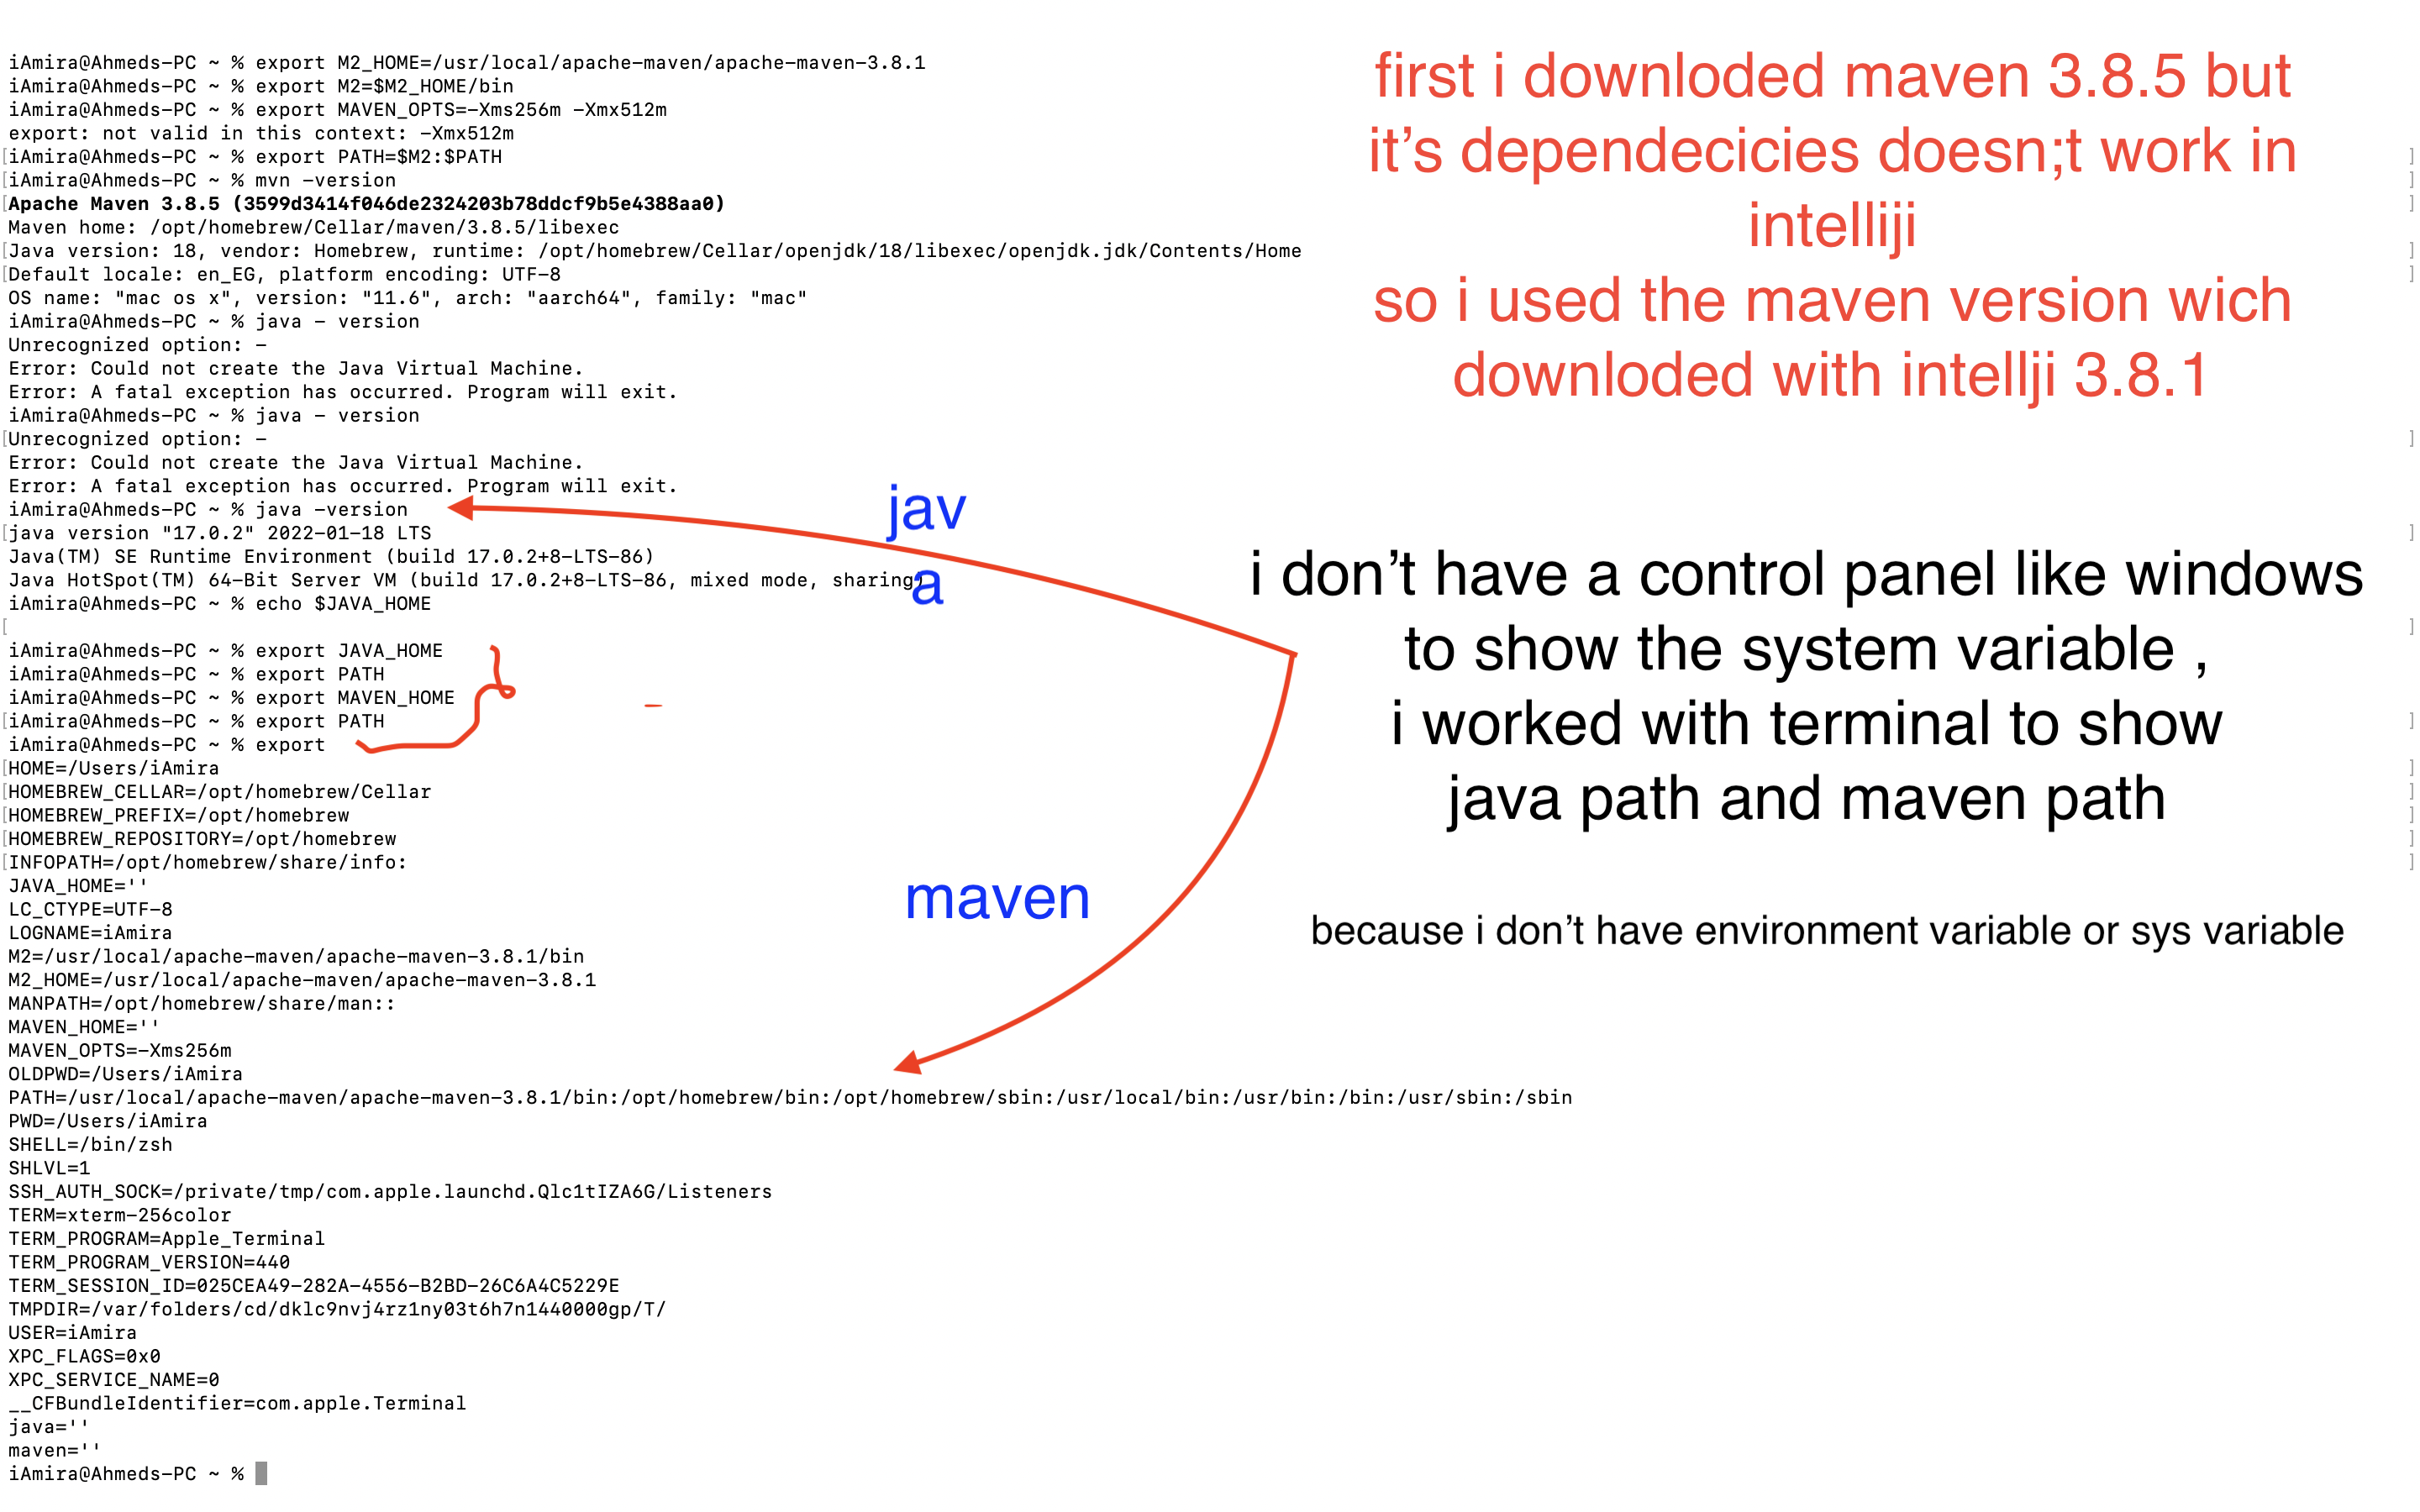 iAmira@Ahmeds-PC ~ % export M2_HOME=/usr/local/apache-maven/apache-maven-3.8.1
iAmira@Ahmeds-PC ~ % export M2=$M2_HOME/bin
iAmira@Ahmeds-PC ~ % export MAVEN_OPTS=-Xms256m -Xmx512m
export: not valid in this context: -Xmx512m
[iAmira@Ahmeds-PC ~ % export PATH=$M2:$PATH ]
[iAmira@Ahmeds-PC ~ % mvn -version ]
[Apache Maven 3.8.5 (3599d3414f046de2324203b78ddcf9b5e4388aa0) ]
Maven home: /opt/homebrew/Cellar/maven/3.8.5/libexec
[Java version: 18, vendor: Homebrew, runtime: /opt/homebrew/Cellar/openjdk/18/libexec/openjdk.jdk/Contents/Home ]
[Default locale: en_EG, platform encoding: UTF-8 ]
OS name: "mac os x", version: "11.6", arch: "aarch64", family: "mac"
iAmira@Ahmeds-PC ~ % java - version
Unrecognized option: -
Error: Could not create the Java Virtual Machine.
Error: A fatal exception has occurred. Program will exit.
iAmira@Ahmeds-PC ~ % java - version
[Unrecognized option: - ]
Error: Could not create the Java Virtual Machine.
Error: A fatal exception has occurred. Program will exit.
iAmira@Ahmeds-PC ~ % java -version
[java version "17.0.2" 2022-01-18 LTS ]
Java(TM) SE Runtime Environment (build 17.0.2+8-LTS-86)
Java HotSpot(TM) 64-Bit Server VM (build 17.0.2+8-LTS-86, mixed mode, sharing)
iAmira@Ahmeds-PC ~ % echo $JAVA_HOME
[ ]
iAmira@Ahmeds-PC ~ % export JAVA_HOME
iAmira@Ahmeds-PC ~ % export PATH
iAmira@Ahmeds-PC ~ % export MAVEN_HOME
[iAmira@Ahmeds-PC ~ % export PATH ]
iAmira@Ahmeds-PC ~ % export
[HOME=/Users/iAmira ]
[HOMEBREW_CELLAR=/opt/homebrew/Cellar ]
[HOMEBREW_PREFIX=/opt/homebrew ]
[HOMEBREW_REPOSITORY=/opt/homebrew ]
[INFOPATH=/opt/homebrew/share/info: ]
JAVA_HOME=''
LC_CTYPE=UTF-8
LOGNAME=iAmira
M2=/usr/local/apache-maven/apache-maven-3.8.1/bin
M2_HOME=/usr/local/apache-maven/apache-maven-3.8.1
MANPATH=/opt/homebrew/share/man::
MAVEN_HOME=''
MAVEN_OPTS=-Xms256m
OLDPWD=/Users/iAmira
PATH=/usr/local/apache-maven/apache-maven-3.8.1/bin:/opt/homebrew/bin:/opt/homebrew/sbin:/usr/local/bin:/usr/bin:/bin:/usr/sbin:/sbin
PWD=/Users/iAmira
SHELL=/bin/zsh
SHLVL=1
SSH_AUTH_SOCK=/private/tmp/com.apple.launchd.Qlc1tIZA6G/Listeners
TERM=xterm-256color
TERM_PROGRAM=Apple_Terminal
TERM_PROGRAM_VERSION=440
TERM_SESSION_ID=025CEA49-282A-4556-B2BD-26C6A4C5229E
TMPDIR=/var/folders/cd/dklc9nvj4rz1ny03t6h7n1440000gp/T/
USER=iAmira
XPC_FLAGS=0x0
XPC_SERVICE_NAME=0
__CFBundleIdentifier=com.apple.Terminal
java=''
maven=''
iAmira@Ahmeds-PC ~ %
first i downloded maven 3.8.5 but
it’s dependecicies doesn;t work in
intelliji
so i used the maven version wich
downloded with intellji 3.8.1
jav
a
i don’t have a control panel like windows
to show the system variable ,
i worked with terminal to show
java path and maven path
maven
because i don’t have environment variable or sys variable